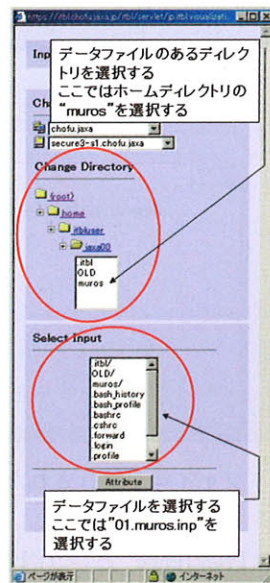 https://itbl.chofu.jaxa.jp/itbl/servlet/jp.itbl.visualizati...
Inp
データファイルのあるディレク
トリを選択する
ここではホームディレクトリの
“muros”を選択する
Cha
chofu.jaxa
secure3-s1.chofu.jaxa
Change Directory
(root)
home
itbluser
jaxa00
.itbl
OLD
muros
Select Input
.itbl/
OLD/
muros/
.bash_history
.bash_profile
.bashrc
.cshrc
.forward
.login
.profile
Attribute
データファイルを選択する
ここでは”01.muros.inp”を
選択する
ページが表示
インターネット